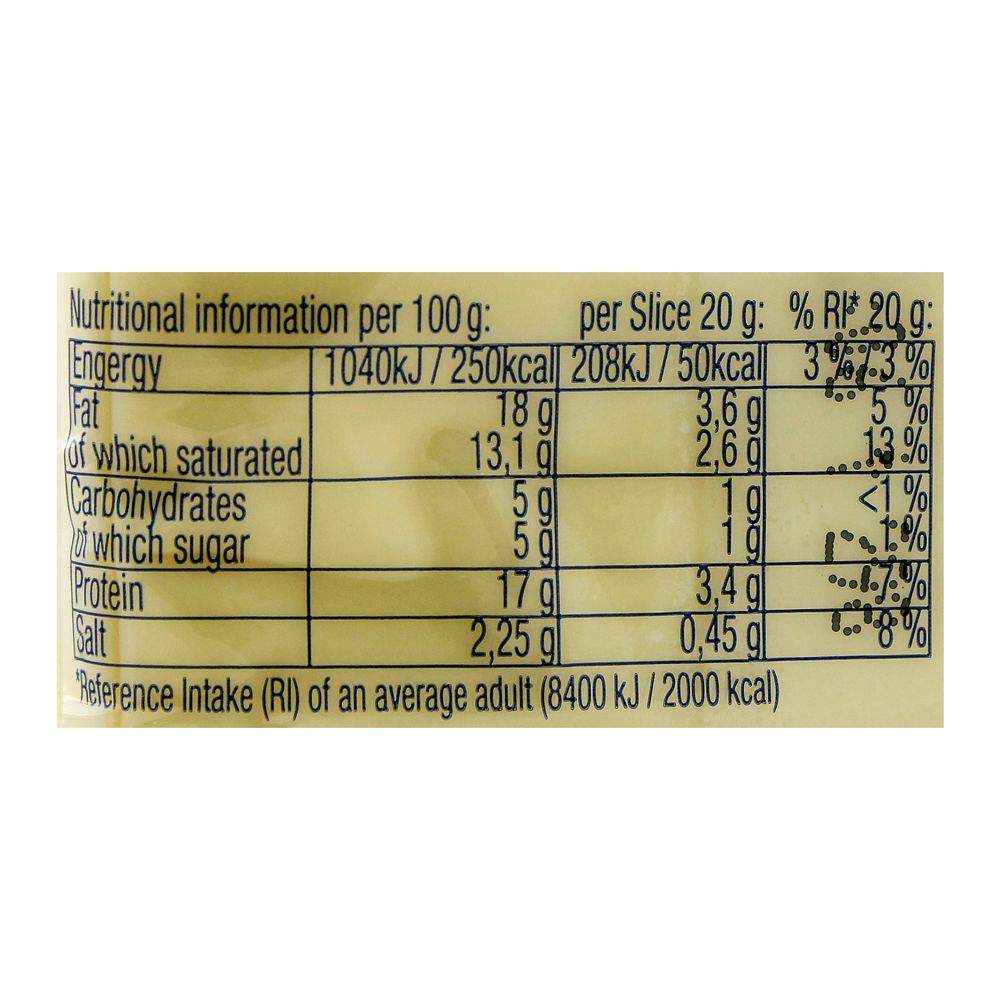 Nutritional information per 100 g: per Slice 20 g: % RI* 20 g:
Engergy 1040kJ / 250kcal 208kJ / 50kcal 3 % / 3 %
Fat 18 g 3,6 g 5 %
of which saturated 13,1 g 2,6 g 13 %
Carbohydrates 5 g 1 g <1 %
of which sugar 5 g 1 g 1 %
Protein 17 g 3,4 g 7 %
Salt 2,25 g 0,45 g 8 %
*Reference Intake (RI) of an average adult (8400 kJ / 2000 kcal)